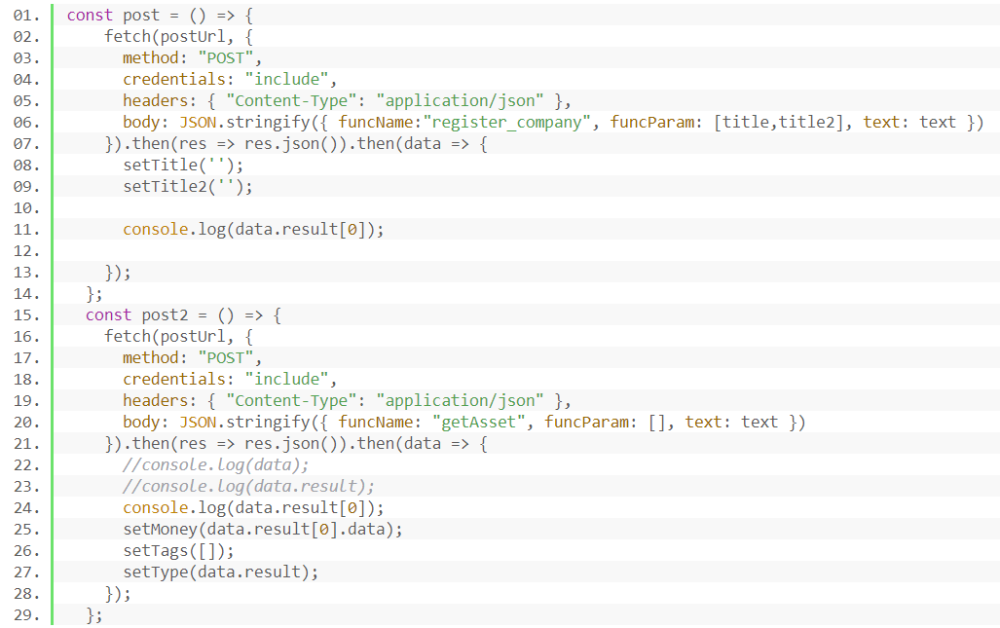 01. const post = () => {
02. fetch(postUrl, {
03. method: "POST",
04. credentials: "include",
05. headers: { "Content-Type": "application/json" },
06. body: JSON.stringify({ funcName:"register_company", funcParam: [title,title2], text: text })
07. }).then(res => res.json()).then(data => {
08. setTitle('');
09. setTitle2('');
10.
11. console.log(data.result[0]);
12.
13. });
14. };
15. const post2 = () => {
16. fetch(postUrl, {
17. method: "POST",
18. credentials: "include",
19. headers: { "Content-Type": "application/json" },
20. body: JSON.stringify({ funcName: "getAsset", funcParam: [], text: text })
21. }).then(res => res.json()).then(data => {
22. //console.log(data);
23. //console.log(data.result);
24. console.log(data.result[0]);
25. setMoney(data.result[0].data);
26. setTags([]);
27. setType(data.result);
28. });
29. };